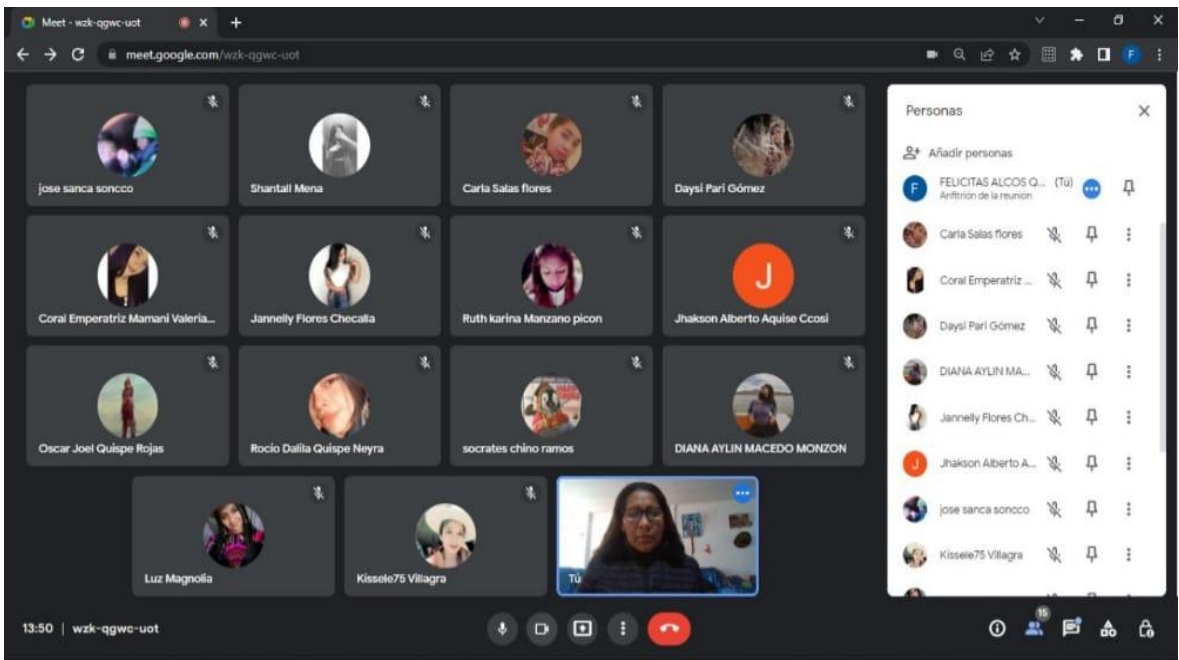 Meet - wzk-qgwc-uot
meet.google.com/wzk-qgwc-uot
F
jose sanca soncco
Shantall Mena
Carla Salas flores
Daysi Pari Gómez
Coral Emperatriz Mamani Valeria...
Jannelly Flores Checalla
Ruth karina Manzano picon
J
Jhakson Alberto Aquise Ccosi
Oscar Joel Quispe Rojas
Rocio Dalila Quispe Neyra
socrates chino ramos
DIANA AYLIN MACEDO MONZON
Luz Magnolia
Kissele75 Villagra
Tú
Personas
Añadir personas
F
FELICITAS ALCOS Q... (Tú)
Anfitrión de la reunión
Carla Salas flores
Coral Emperatriz ...
Daysi Pari Gómez
DIANA AYLIN MA...
Jannelly Flores Ch...
J
Jhakson Alberto A...
jose sanca soncco
Kissele75 Villagra
13:50 | wzk-qgwc-uot
15